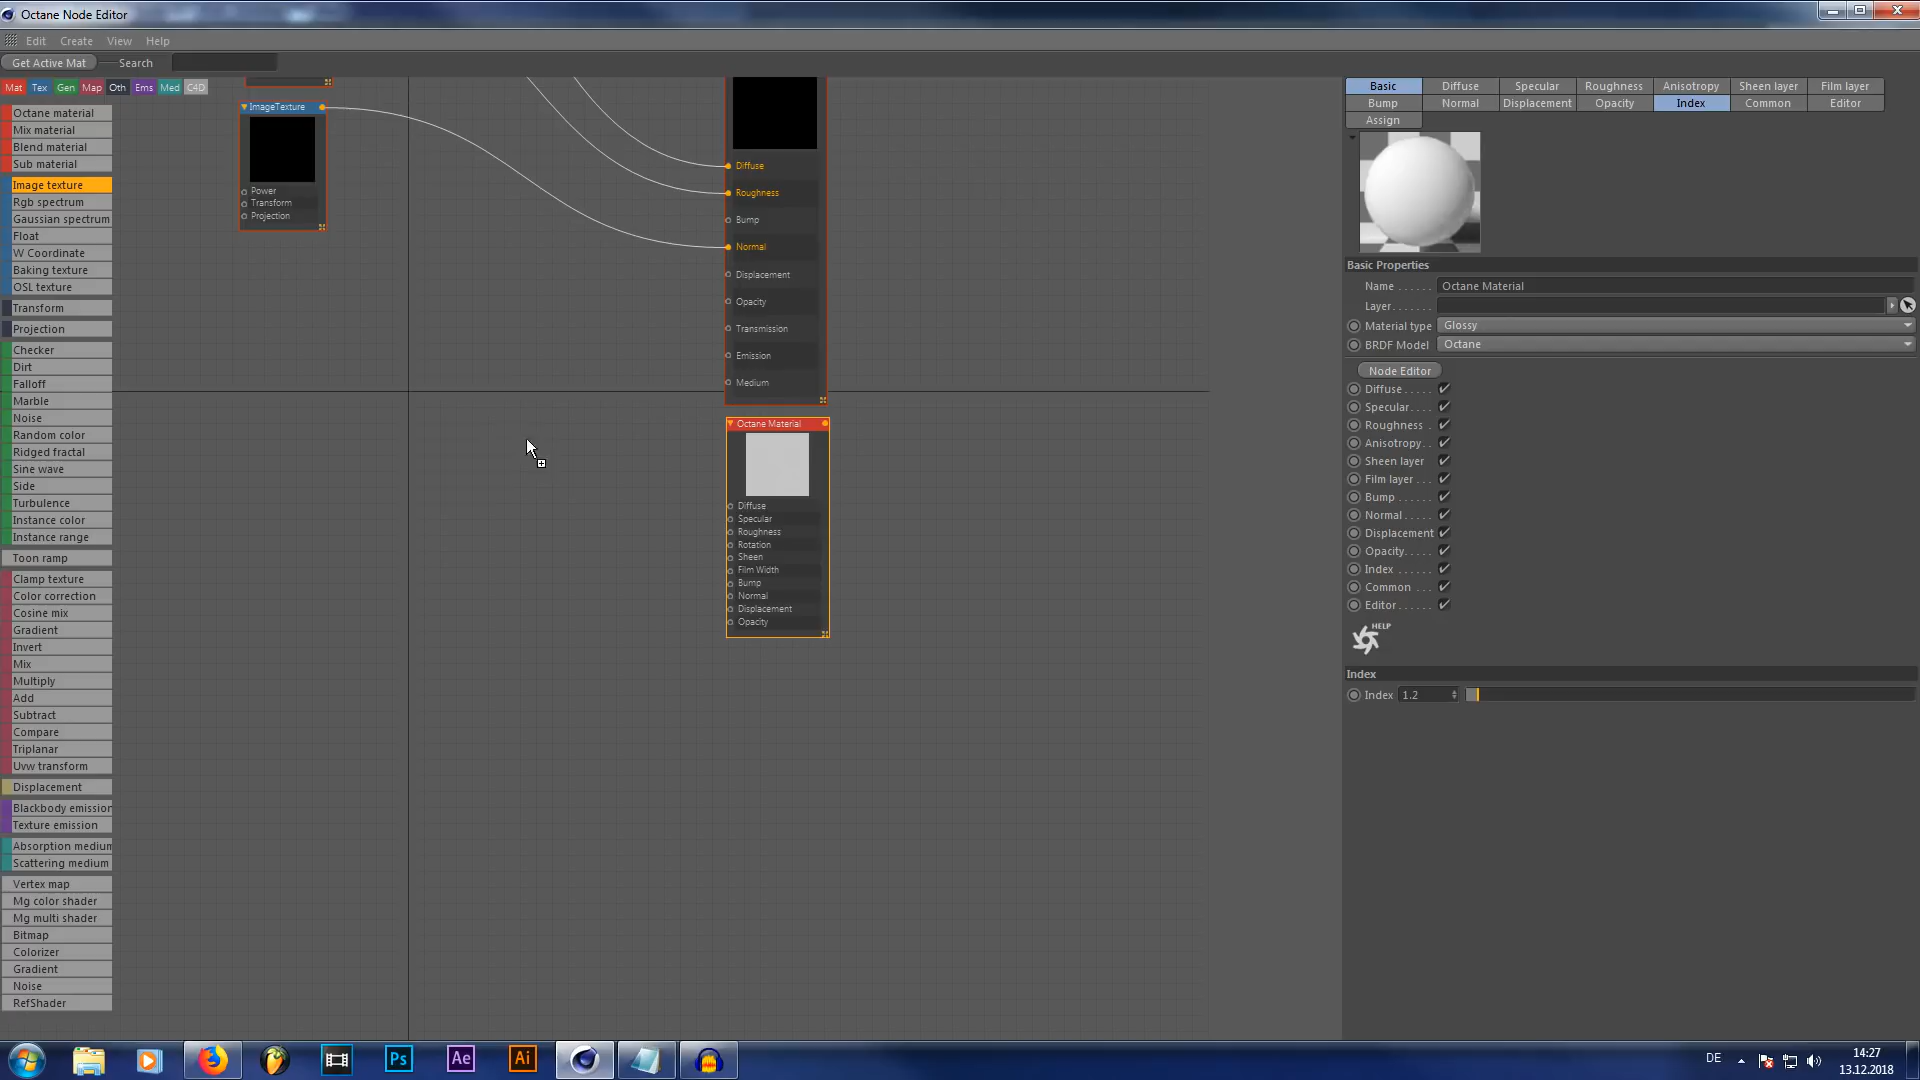 Octane Node Editor
Edit Create View Help
Get Active Mat Search
Mat Tex Gen Map Oth Ems Med C4D
Octane material
Mix material
Blend material
Sub material
Image texture
Rgb spectrum
Gaussian spectrum
Float
W Coordinate
Baking texture
OSL texture
Transform
Projection
Checker
Dirt
Falloff
Marble
Noise
Random color
Ridged fractal
Sine wave
Side
Turbulence
Instance color
Instance range
Toon ramp
Clamp texture
Color correction
Cosine mix
Gradient
Invert
Mix
Multiply
Add
Subtract
Compare
Triplanar
Uvw transform
Displacement
Blackbody emission
Texture emission
Absorption medium
Scattering medium
Vertex map
Mg color shader
Mg multi shader
Bitmap
Colorizer
Gradient
Noise
RefShader
ImageTexture
Power
Transform
Projection
Diffuse
Roughness
Bump
Normal
Displacement
Opacity
Transmission
Emission
Medium
Octane Material
Diffuse
Specular
Roughness
Rotation
Sheen
Film Width
Bump
Normal
Displacement
Opacity
Basic Diffuse Specular Roughness Anisotropy Sheen layer Film layer
Bump Normal Displacement Opacity Index Common Editor
Assign
Basic Properties
Name . . . . . . Octane Material
Layer. . . . . . .
Material type Glossy
BRDF Model Octane
Node Editor
Diffuse . . . . .
Specular. . . .
Roughness .
Anisotropy. .
Sheen layer
Film layer . . .
Bump . . . . .
Normal . . . . .
Displacement
Opacity. . . . .
Index . . . . . .
Common . . .
Editor . . . . . .
HELP
Index
Index 1.2
Ps Ae Ai
DE
14:27
13.12.2018